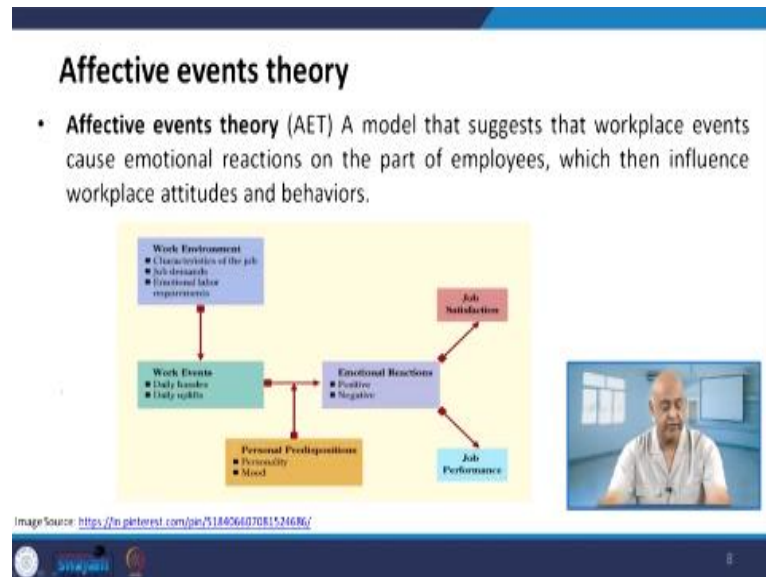 Affective events theory
• Affective events theory (AET) A model that suggests that workplace events
cause emotional reactions on the part of employees, which then influence
workplace attitudes and behaviors.
Work Environment
■ Characteristics of the job
■ Job demands
■ Emotional labor
requirements
Job
Satisfaction
Work Events
■ Daily hassles
■ Daily uplifts
Emotional Reactions
■ Positive
■ Negative
Personal Predispositions
■ Personality
■ Mood
Job
Performance
Image Source: https://in.pinterest.com/pin/518406607081524686/
swayam
8